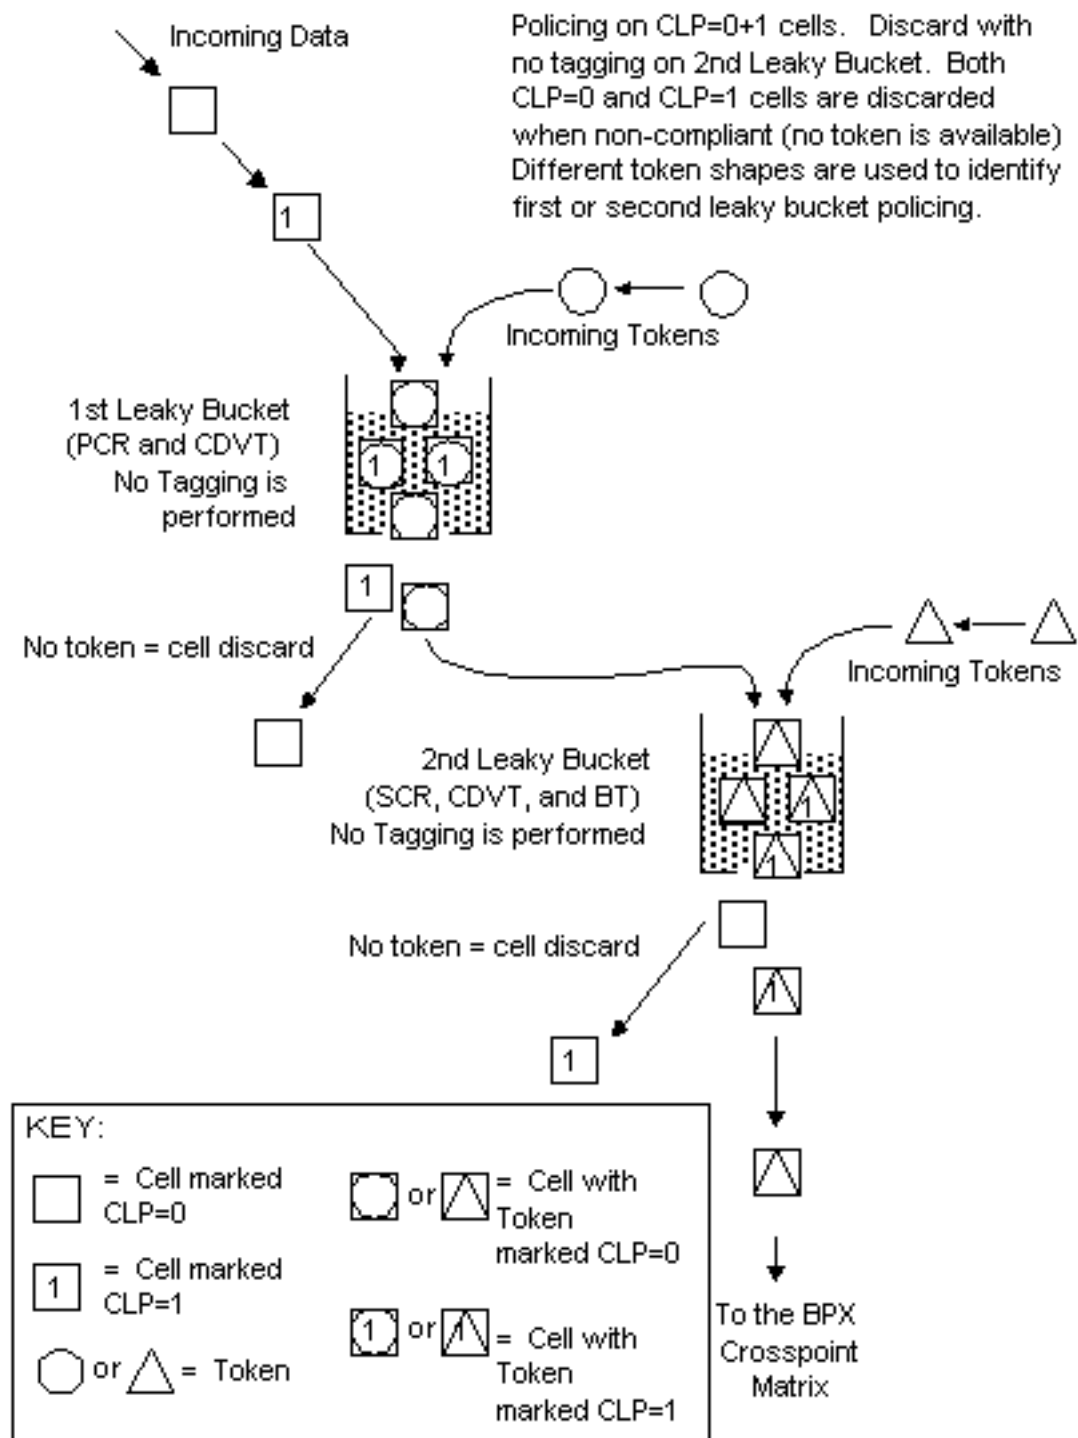 Incoming Data
Policing on CLP=0+1 cells. Discard with
no tagging on 2nd Leaky Bucket. Both
CLP=0 and CLP=1 cells are discarded
when non-compliant (no token is available)
Different token shapes are used to identify
first or second leaky bucket policing.
1
Incoming Tokens
1st Leaky Bucket
(PCR and CDVT)
No Tagging is
performed
1 1
1
No token = cell discard
Incoming Tokens
2nd Leaky Bucket
(SCR, CDVT, and BT)
No Tagging is performed
1
1
No token = cell discard
1
1
KEY:
= Cell marked
CLP=0
or = Cell with
Token
marked CLP=0
1 = Cell marked
CLP=1
1 or 1 = Cell with
Token
marked CLP=1
or = Token
To the BPX
Crosspoint
Matrix